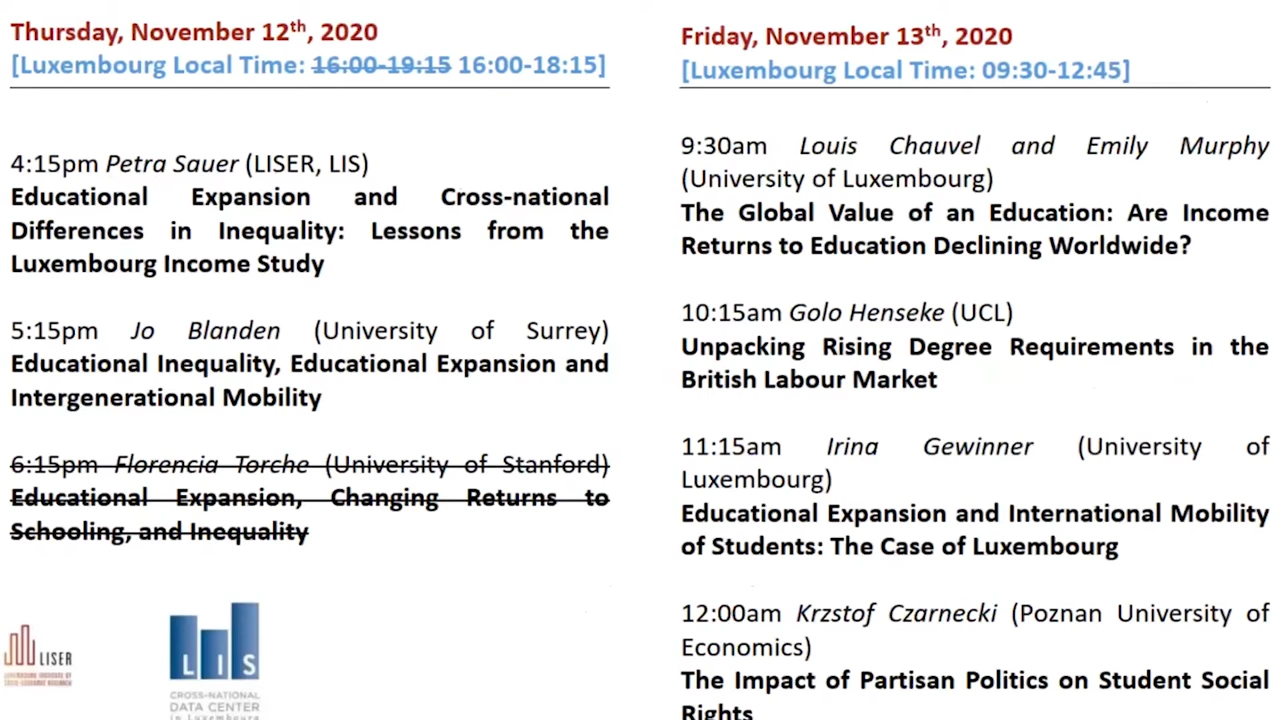 Thursday, November 12th, 2020
[Luxembourg Local Time: 16:00-19:15 16:00-18:15]
4:15pm Petra Sauer (LISER, LIS)
Educational Expansion and Cross-national
Differences in Inequality: Lessons from the
Luxembourg Income Study
5:15pm Jo Blanden (University of Surrey)
Educational Inequality, Educational Expansion and
Intergenerational Mobility
6:15pm Florencia Torche (University of Stanford)
Educational Expansion, Changing Returns to
Schooling, and Inequality
LISER
LUXEMBOURG INSTITUTE OF
SOCIO-ECONOMIC RESEARCH
LIS
CROSS-NATIONAL
DATA CENTER
in Luxembourg
Friday, November 13th, 2020
[Luxembourg Local Time: 09:30-12:45]
9:30am Louis Chauvel and Emily Murphy
(University of Luxembourg)
The Global Value of an Education: Are Income
Returns to Education Declining Worldwide?
10:15am Golo Henseke (UCL)
Unpacking Rising Degree Requirements in the
British Labour Market
11:15am Irina Gewinner (University of
Luxembourg)
Educational Expansion and International Mobility
of Students: The Case of Luxembourg
12:00am Krzstof Czarnecki (Poznan University of
Economics)
The Impact of Partisan Politics on Student Social
Rights